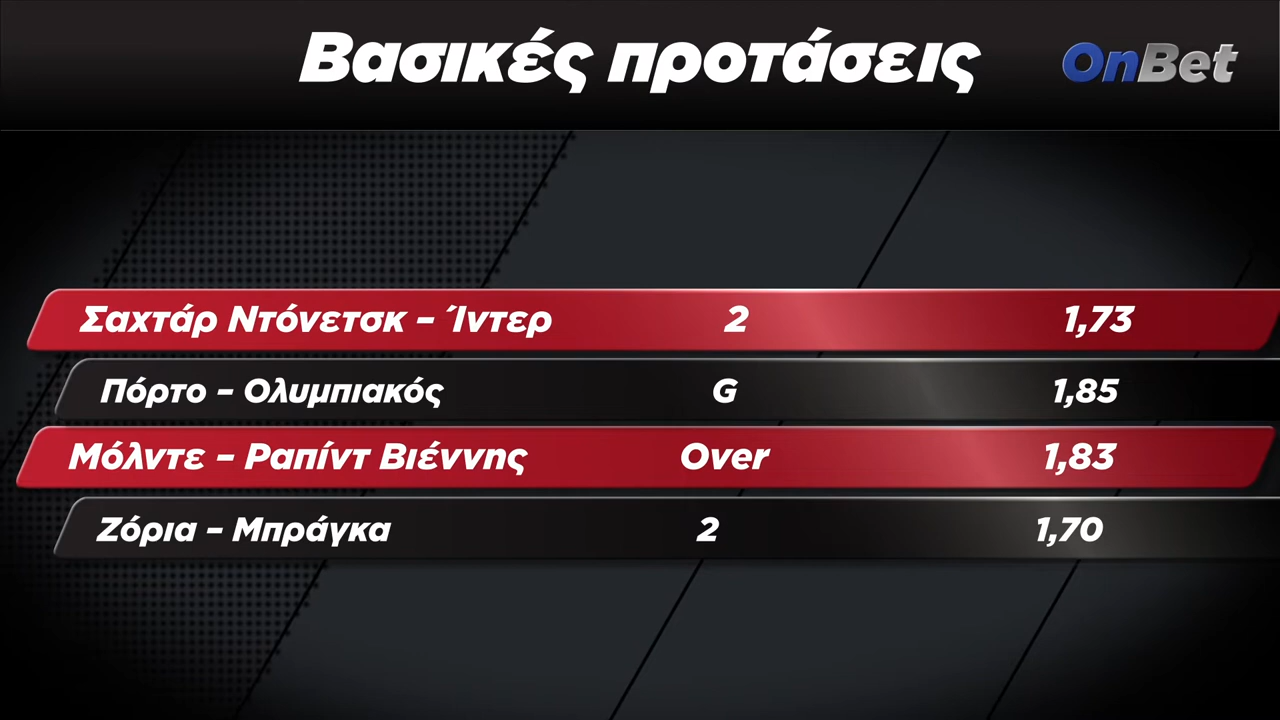 Βασικές προτάσεις OnBet
Σαχτάρ Ντόνετσκ – Ίντερ 2 1,73
Πόρτο – Ολυμπιακός G 1,85
Μόλντε – Ραπίντ Βιέννης Over 1,83
Ζόρια – Μπράγκα 2 1,70